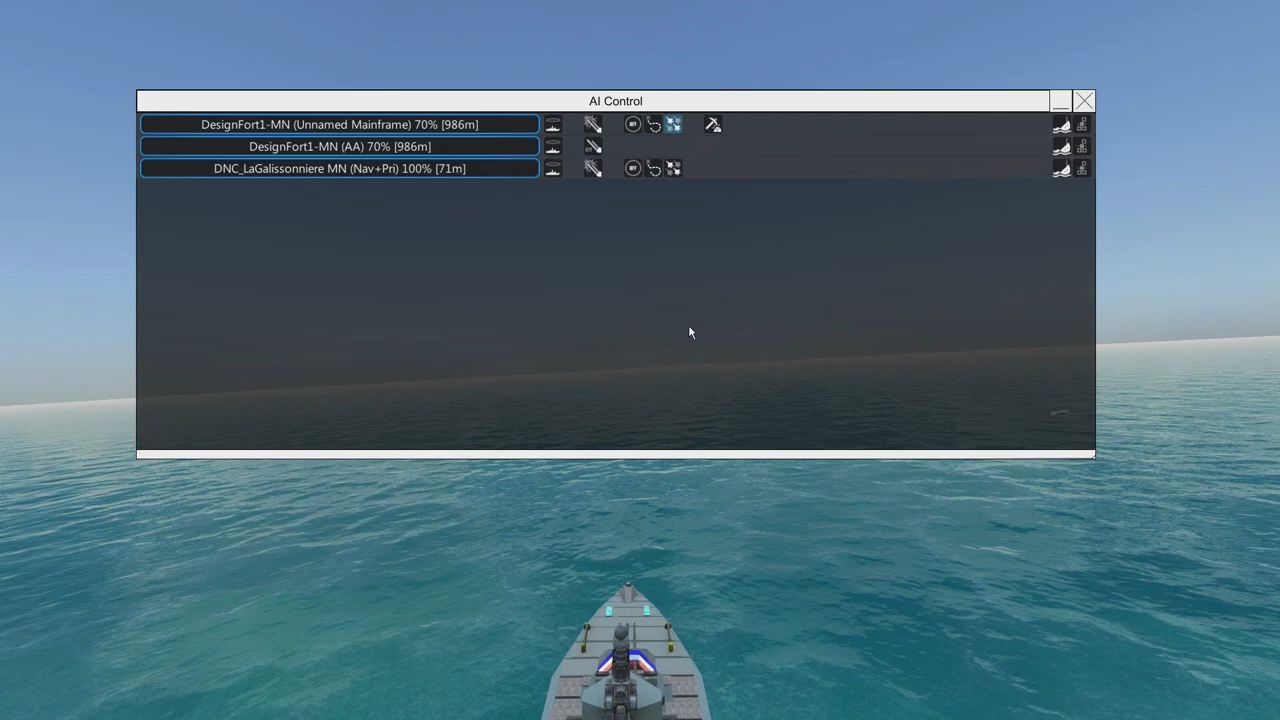 AI Control
DesignFort1-MN (Unnamed Mainframe) 70% [986m]
DesignFort1-MN (AA) 70% [986m]
DNC_LaGalissonniere MN (Nav+Pri) 100% [71m]